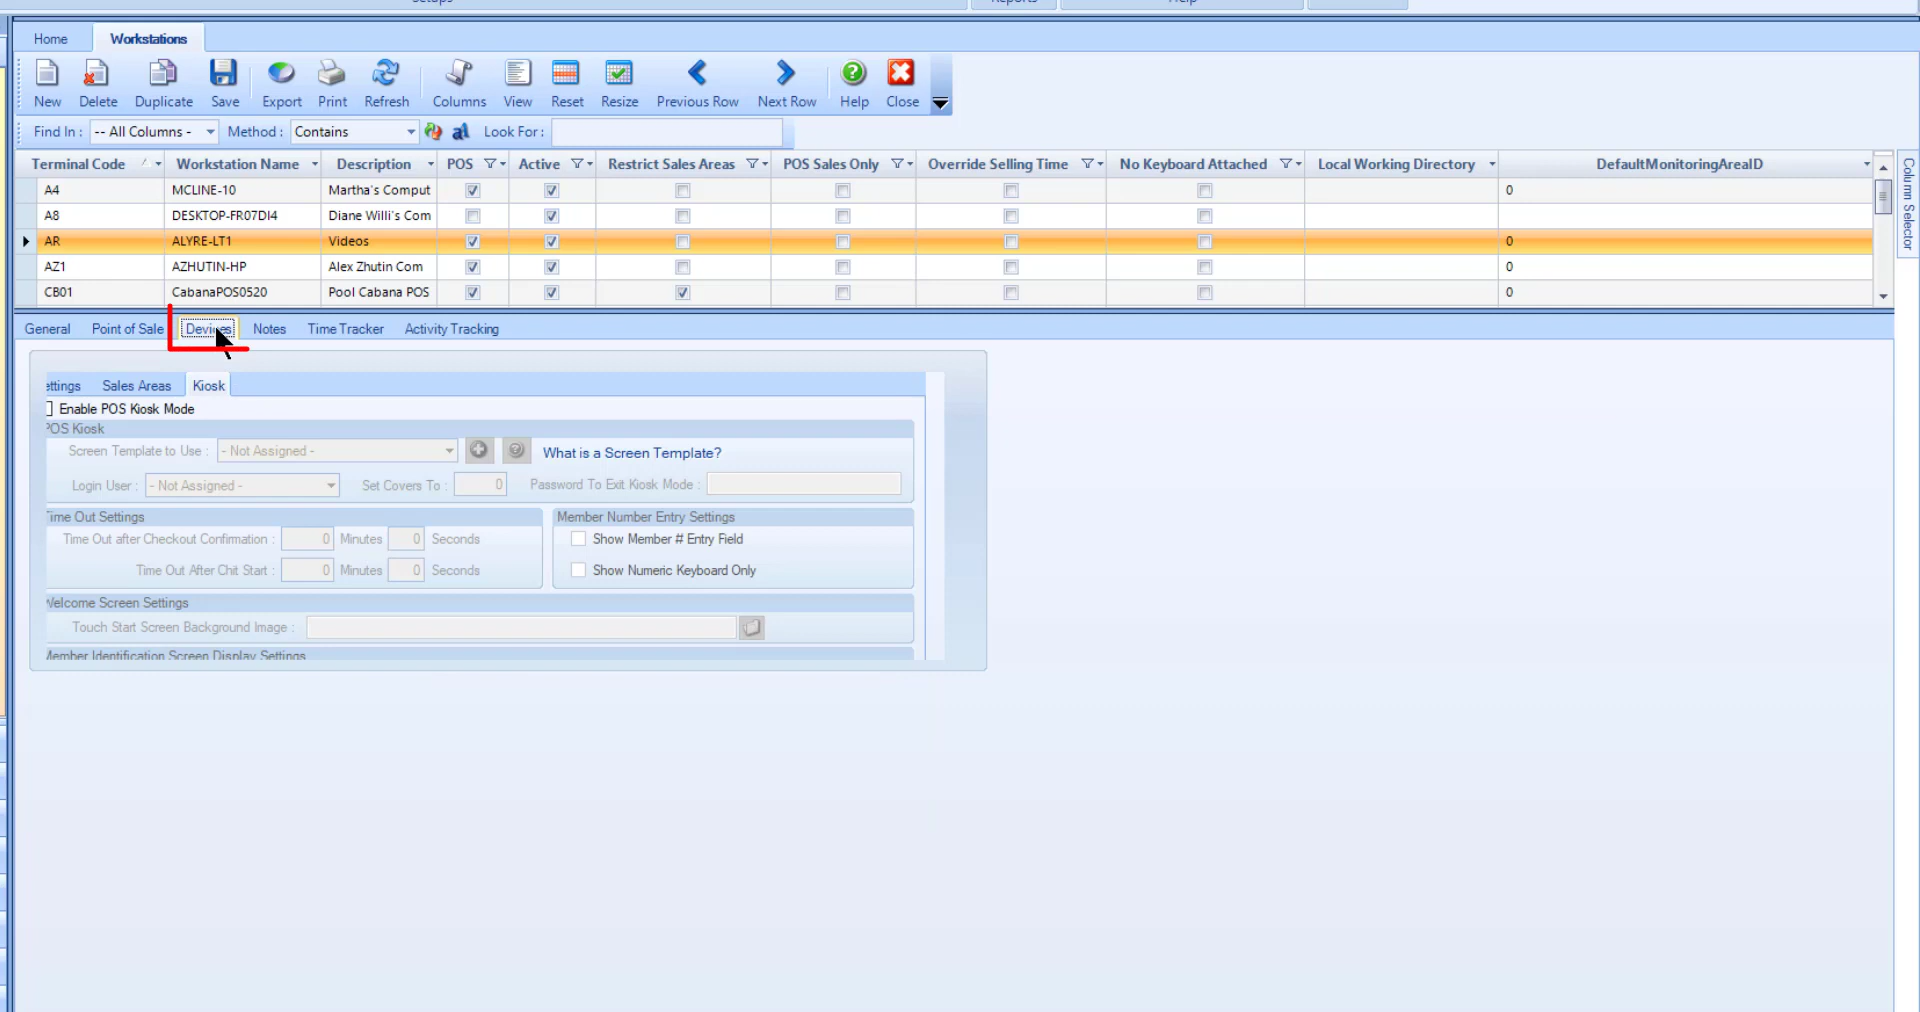 Setups Reports Help
Home Workstations
New Delete Duplicate Save Export Print Refresh Columns View Reset Resize Previous Row Next Row Help Close
Find In : -- All Columns - Method : Contains Look For :
Terminal Code Workstation Name Description POS Active Restrict Sales Areas POS Sales Only Override Selling Time No Keyboard Attached Local Working Directory DefaultMonitoringAreaID
A4 MCLINE-10 Martha's Comput 0
A8 DESKTOP-FR07DI4 Diane Willi's Com
AR ALYRE-LT1 Videos 0
AZ1 AZHUTIN-HP Alex Zhutin Com 0
CB01 CabanaPOS0520 Pool Cabana POS 0
Column Selector
General Point of Sale Devices Notes Time Tracker Activity Tracking
ettings Sales Areas Kiosk
Enable POS Kiosk Mode
POS Kiosk
Screen Template to Use : - Not Assigned - What is a Screen Template?
Login User : - Not Assigned - Set Covers To : 0 Password To Exit Kiosk Mode :
Time Out Settings Member Number Entry Settings
Time Out after Checkout Confirmation : 0 Minutes 0 Seconds Show Member # Entry Field
Time Out After Chit Start : 0 Minutes 0 Seconds Show Numeric Keyboard Only
Welcome Screen Settings
Touch Start Screen Background Image :
Member Identification Screen Display Settings